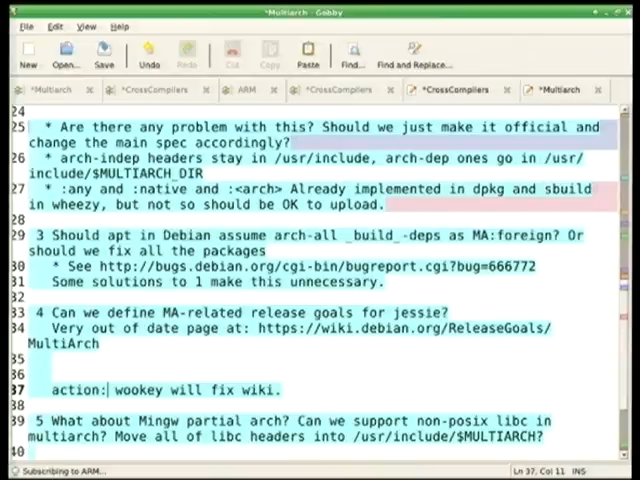 *Multiarch - Gobby
File Edit View Help
New Open... Save Undo Redo Cut Copy Paste Find... Find and Replace...
*Multiarch *CrossCompilers ARM *CrossCompilers *CrossCompilers *Multiarch
24
25 * Are there any problem with this? Should we just make it official and
change the main spec accordingly?
26 * arch-indep headers stay in /usr/include, arch-dep ones go in /usr/
include/$MULTIARCH_DIR
27 * :any and :native and :<arch> Already implemented in dpkg and sbuild
in wheezy, but not so should be OK to upload.
28
29 3 Should apt in Debian assume arch-all _build_-deps as MA:foreign? Or
should we fix all the packages
30 * See http://bugs.debian.org/cgi-bin/bugreport.cgi?bug=666772
31 Some solutions to 1 make this unnecessary.
32
33 4 Can we define MA-related release goals for jessie?
34 Very out of date page at: https://wiki.debian.org/ReleaseGoals/
MultiArch
35
36
37 action: wookey will fix wiki.
38
39 5 What about Mingw partial arch? Can we support non-posix libc in
multiarch? Move all of libc headers into /usr/include/$MULTIARCH?
40
Subscribing to ARM... Ln 37, Col 11 INS